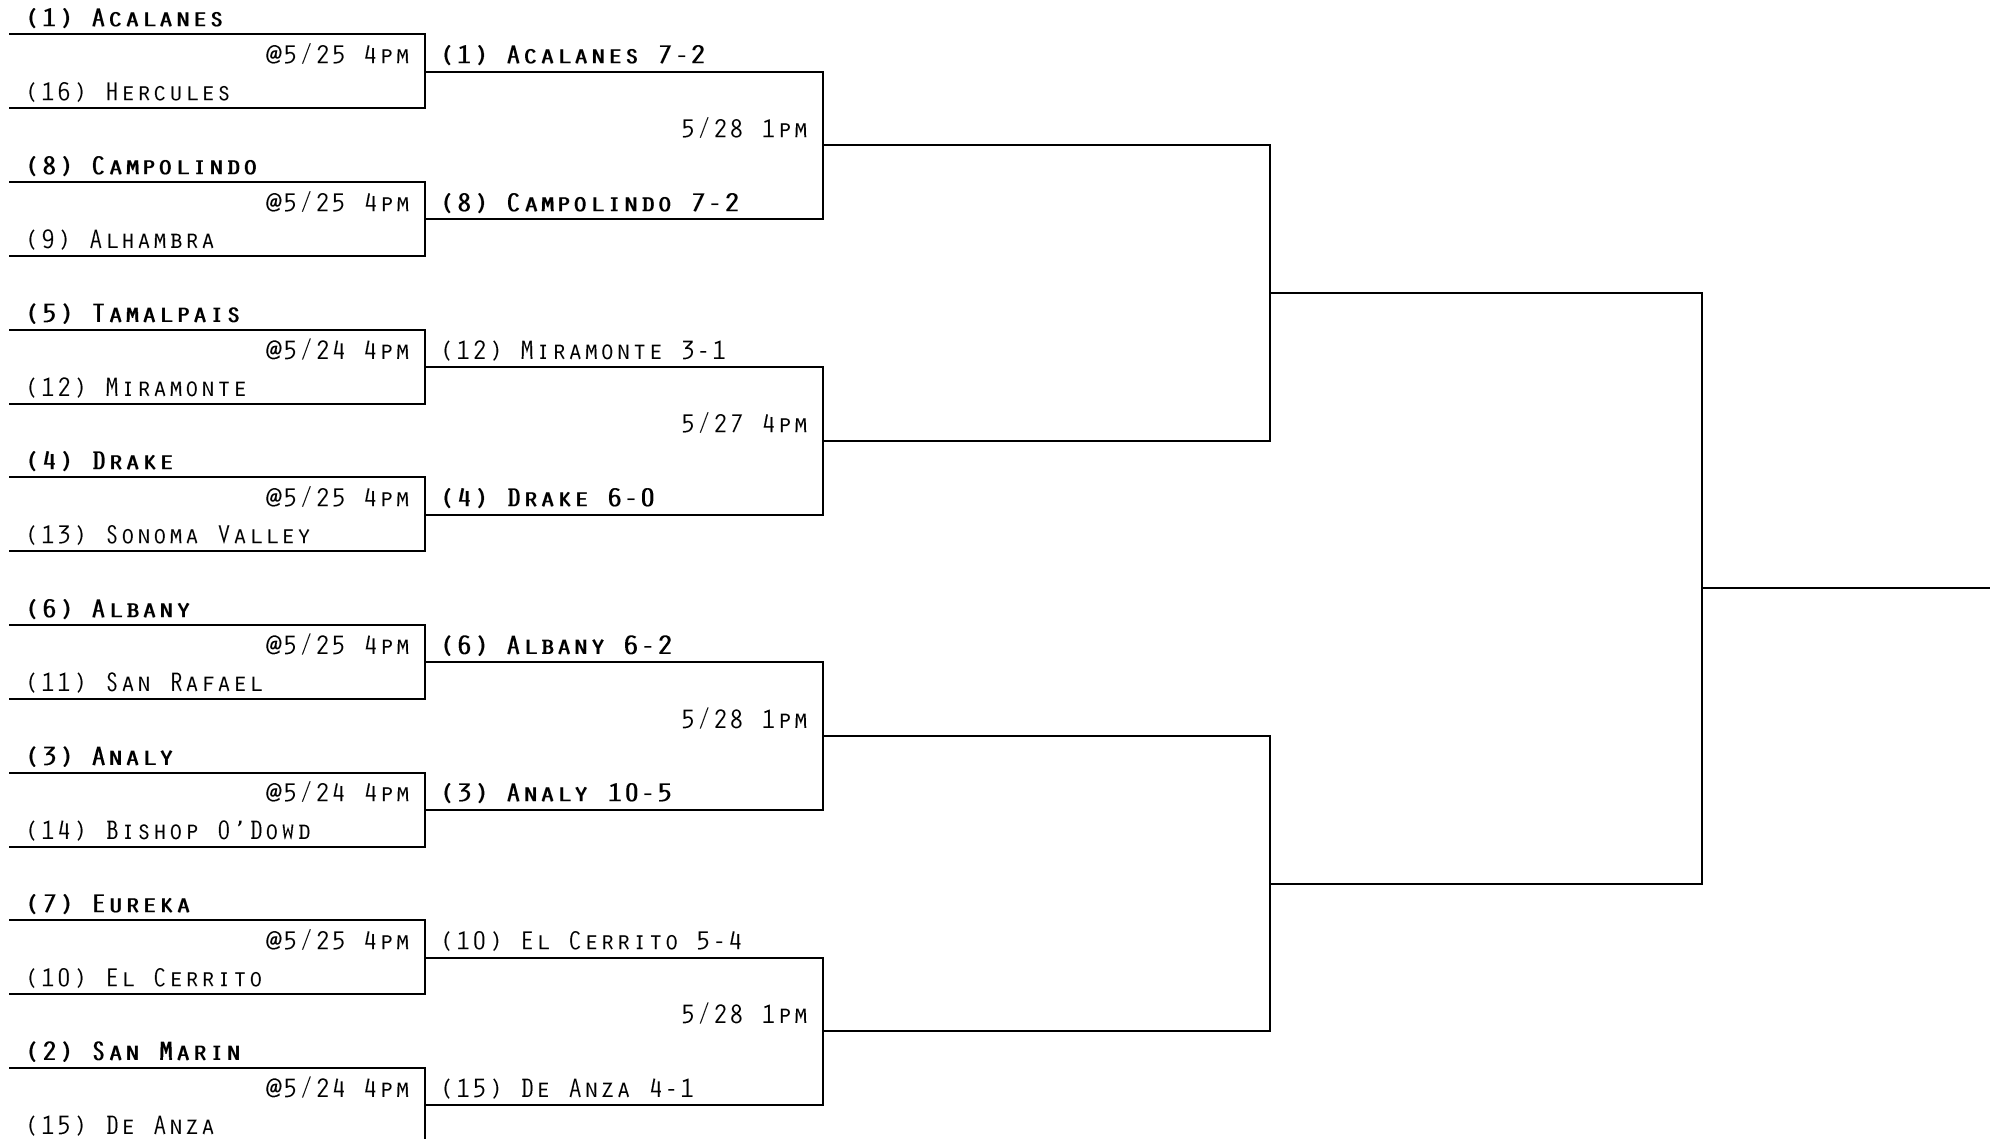 (1) Acalanes
@5/25 4pm
(1) Acalanes 7-2
(16) Hercules
5/28 1pm
(8) Campolindo
@5/25 4pm
(8) Campolindo 7-2
(9) Alhambra
(5) Tamalpais
@5/24 4pm
(12) Miramonte 3-1
(12) Miramonte
5/27 4pm
(4) Drake
@5/25 4pm
(4) Drake 6-0
(13) Sonoma Valley
(6) Albany
@5/25 4pm
(6) Albany 6-2
(11) San Rafael
5/28 1pm
(3) Analy
@5/24 4pm
(3) Analy 10-5
(14) Bishop O'Dowd
(7) Eureka
@5/25 4pm
(10) El Cerrito 5-4
(10) El Cerrito
5/28 1pm
(2) San Marin
@5/24 4pm
(15) De Anza 4-1
(15) De Anza